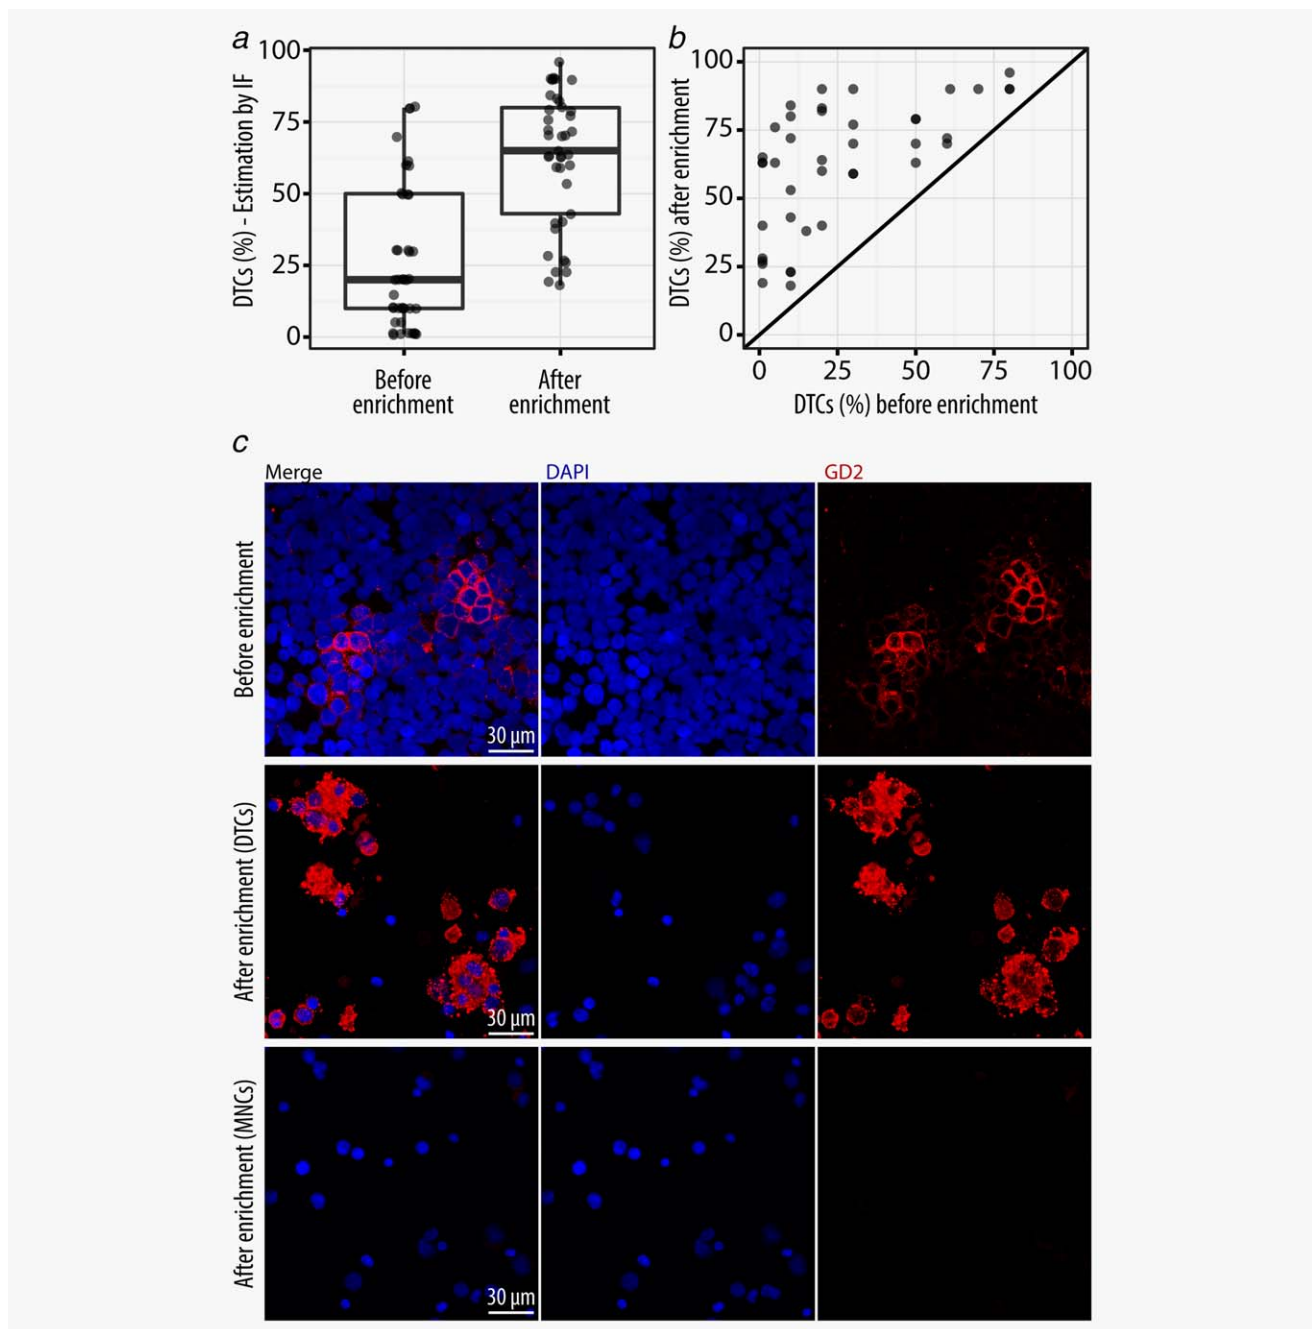 a
100
75
50
25
0
DTCs (%) - Estimation by IF
Before
enrichment
After
enrichment
b
100
75
50
25
0
DTCs (%) after enrichment
0 25 50 75 100
DTCs (%) before enrichment
c
Merge DAPI GD2
Before enrichment
30 µm
After enrichment (DTCs)
30 µm
After enrichment (MNCs)
30 µm